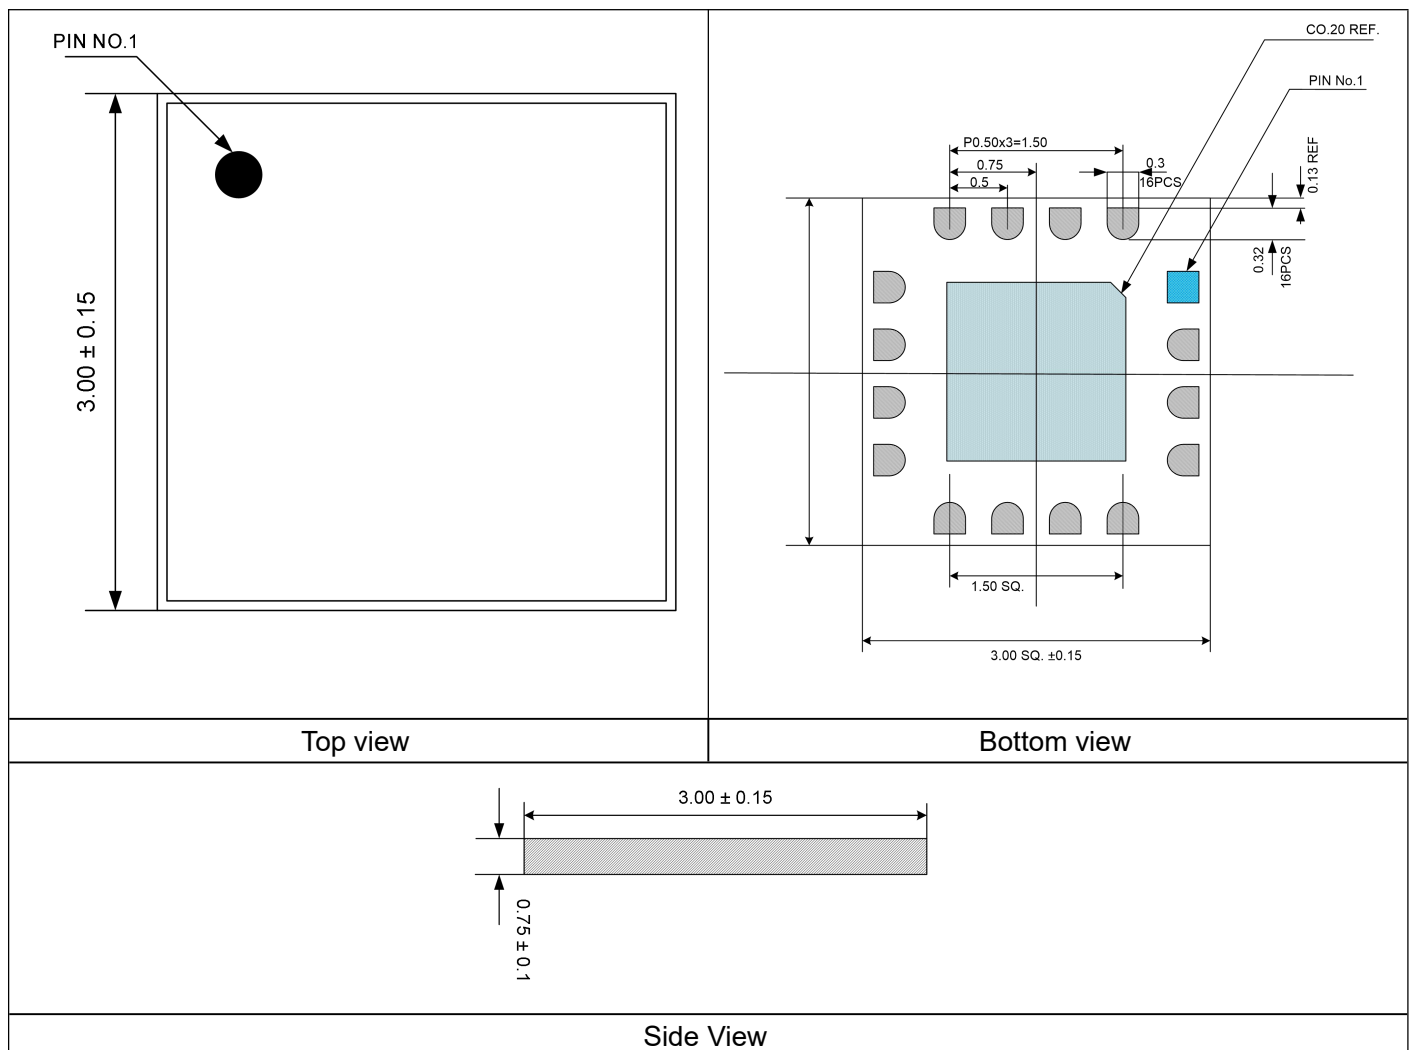 PIN NO.1
3.00 ± 0.15
CO.20 REF.
PIN No.1
P0.50x3=1.50
0.75
0.5
0.3
16PCS
0.13 REF
0.32
16PCS
1.50 SQ.
3.00 SQ. ±0.15
Top view
Bottom view
3.00 ± 0.15
0.75 ± 0.1
Side View